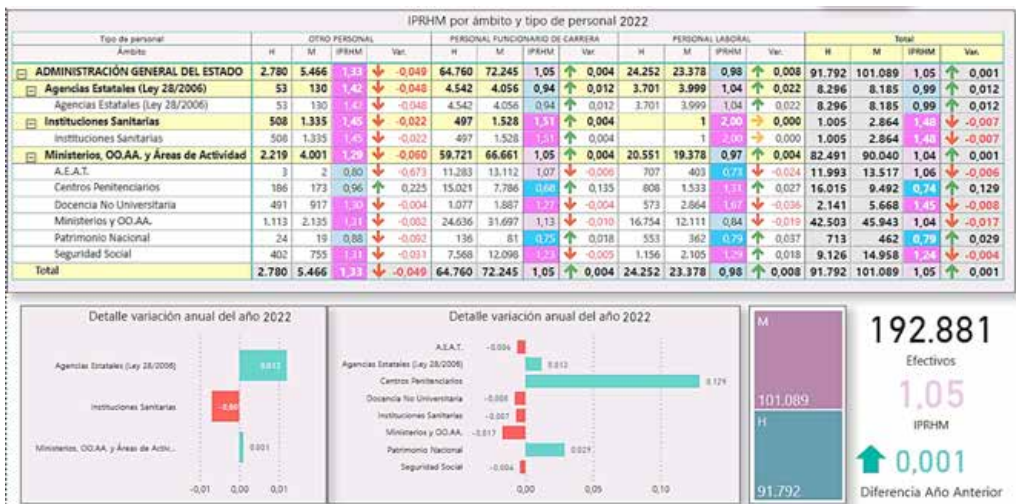 IPRHM por ámbito y tipo de personal 2022
Tipo de personal OTRO PERSONAL PERSONAL FUNCIONARIO DE CARRERA PERSONAL LABORAL Total
Ámbito H M IPRHM Var. H M IPRHM Var. H M IPRHM Var. H M IPRHM Var.
ADMINISTRACIÓN GENERAL DEL ESTADO 2.780 5.466 1,33 -0,049 64.760 72.245 1,05 0,004 24.252 23.378 0,98 0,008 91.792 101.089 1,05 0,001
Agencias Estatales (Ley 28/2006) 53 130 1,42 -0,048 4.542 4.056 0,94 0,012 3.701 3.999 1,04 0,022 8.296 8.185 0,99 0,012
Agencias Estatales (Ley 28/2006) 53 130 1,42 -0,048 4.542 4.056 0,94 0,012 3.701 3.999 1,04 0,022 8.296 8.185 0,99 0,012
Instituciones Sanitarias 508 1.335 1,45 -0,022 497 1.528 1,51 0,004 1 2,00 0,000 1.005 2.864 1,48 -0,007
Instituciones Sanitarias 508 1.335 1,45 -0,022 497 1.528 1,51 0,004 1 2,00 0,000 1.005 2.864 1,48 -0,007
Ministerios, OO.AA. y Áreas de Actividad 2.219 4.001 1,29 -0,060 59.721 66.661 1,05 0,004 20.551 19.378 0,97 0,004 82.491 90.040 1,04 0,001
A.E.A.T. 3 2 0,80 -0,673 11.283 13.112 1,07 -0,006 707 403 0,73 -0,024 11.993 13.517 1,06 -0,006
Centros Penitenciarios 186 173 0,96 0,225 15.021 7.786 0,68 0,135 808 1.533 1,31 0,027 16.015 9.492 0,74 0,129
Docencia No Universitaria 491 917 1,30 -0,004 1.077 1.887 1,27 -0,004 573 2.864 1,67 -0,036 2.141 5.668 1,45 -0,008
Ministerios y OO.AA. 1.113 2.135 1,31 -0,082 24.636 31.697 1,13 -0,010 16.754 12.111 0,84 -0,019 42.503 45.943 1,04 -0,017
Patrimonio Nacional 24 19 0,88 -0,092 136 81 0,75 0,018 553 362 0,79 0,037 713 462 0,79 0,029
Seguridad Social 402 755 1,31 -0,031 7.568 12.098 1,23 -0,005 1.156 2.105 1,29 0,018 9.126 14.958 1,24 -0,004
Total 2.780 5.466 1,33 -0,049 64.760 72.245 1,05 0,004 24.252 23.378 0,98 0,008 91.792 101.089 1,05 0,001
Detalle variación anual del año 2022
Agencias Estatales (Ley 28/2006) 0,012
Instituciones Sanitarias
Ministerios, OO.AA. y Áreas de Activ... 0,001
-0,01 0,00 0,01
Detalle variación anual del año 2022
A.E.A.T. -0,006
Agencias Estatales (Ley 28/2006) 0,012
Centros Penitenciarios 0,129
Docencia No Universitaria -0,008
Instituciones Sanitarias -0,007
Ministerios y OO.AA. -0,017
Patrimonio Nacional 0,029
Seguridad Social -0,004
0,00 0,05 0,10
M
101.089
H
91.792
192.881
Efectivos
1,05
IPRHM
0,001
Diferencia Año Anterior